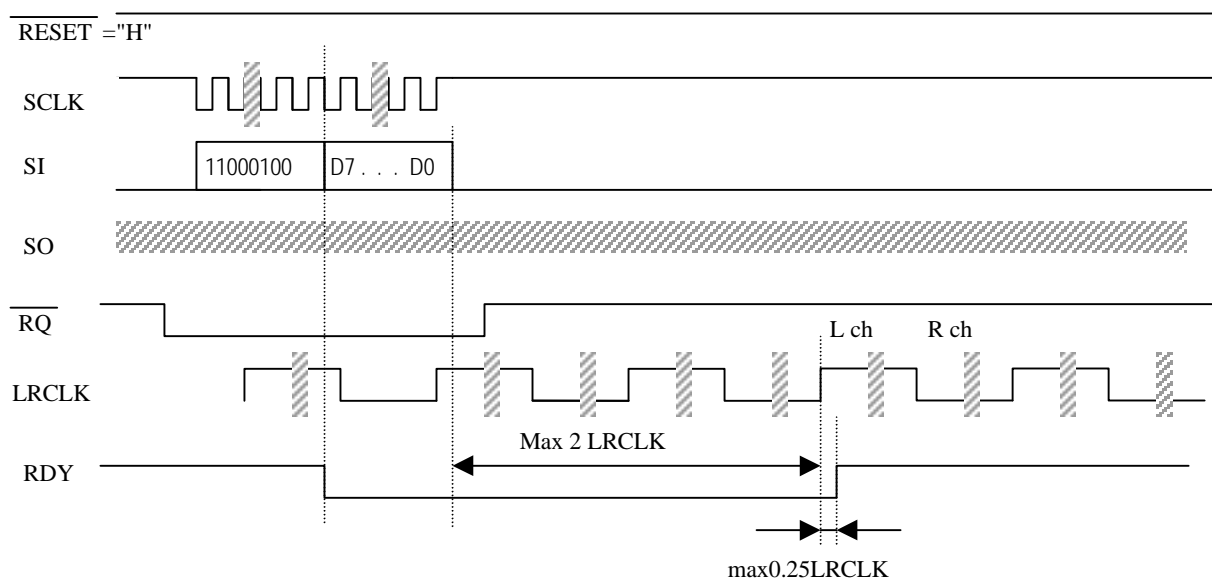 RESET ="H"
SCLK
SI
11000100
D7 . . . D0
SO
RQ
L ch
R ch
LRCLK
Max 2 LRCLK
RDY
max0.25LRCLK